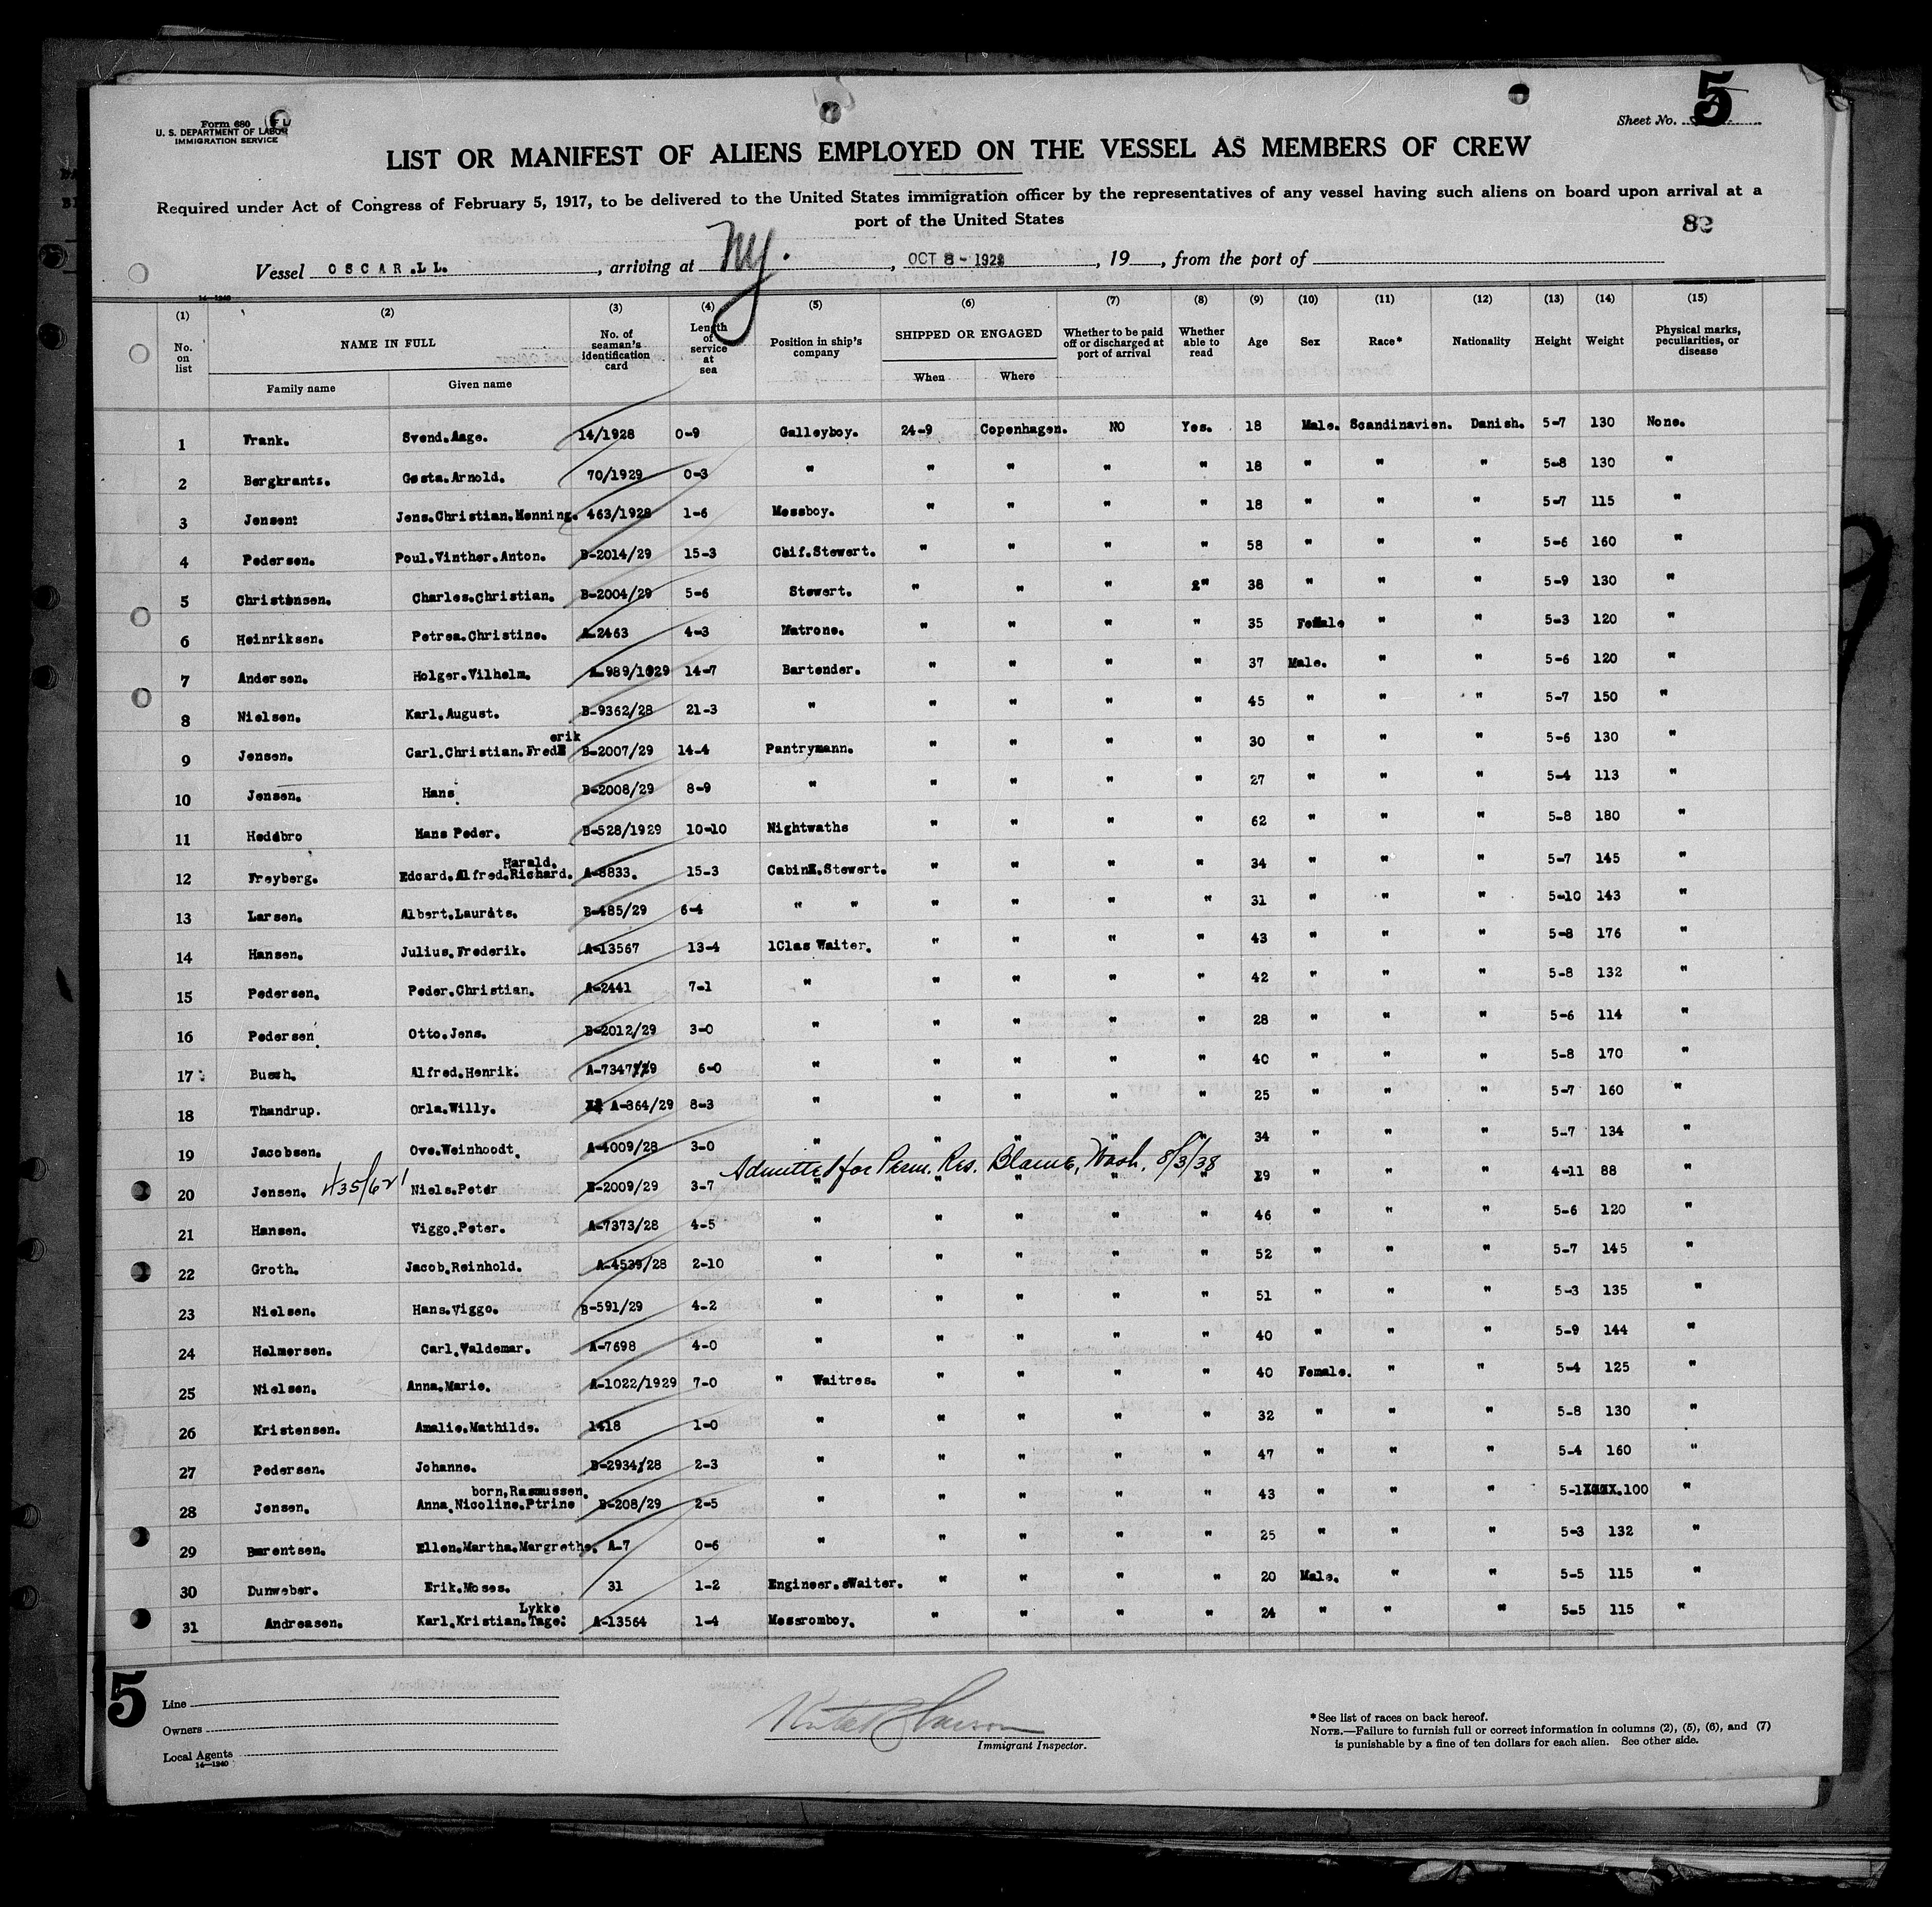 Form 680
U. S. DEPARTMENT OF LABOR
IMMIGRATION SERVICE
Sheet No. 5
LIST OR MANIFEST OF ALIENS EMPLOYED ON THE VESSEL AS MEMBERS OF CREW
Required under Act of Congress of February 5, 1917, to be delivered to the United States immigration officer by the representatives of any vessel having such aliens on board upon arrival at a
port of the United States
82
Vessel OSCAR.LL. , arriving at NY. , OCT 8 - 1929 , 19 , from the port of
14—1240
(1) (2) (3) (4) (5) (6) (7) (8) (9) (10) (11) (12) (13) (14) (15)
No. on list NAME IN FULL No. of seaman's identification card Length of service at sea Position in ship's company SHIPPED OR ENGAGED Whether to be paid off or discharged at port of arrival Whether able to read Age Sex Race* Nationality Height Weight Physical marks, peculiarities, or disease
Family name Given name When Where
1 Frank. Svend.Aage. 14/1928 0-9 Galleyboy. 24-9 Copenhagen. NO Yes. 18 Male. Scandinavien. Danish. 5-7 130 None.
2 Bergkrantz. Gøsta.Arnold. 70/1929 0-3 " " " " " 18 " " " 5-8 130 "
3 Jensen: Jens.Christian.Henning. 463/1928 1-6 Messboy. " " " " 18 " " " 5-7 115 "
4 Pedersen. Poul.Vinther.Anton. B-2014/29 15-3 Chif.Stewert. " " " " 58 " " " 5-6 160 "
5 Christensen. Charles.Christian. B-2004/29 5-6 Stewert. " " " " 38 " " " 5-9 130 "
6 Heinriksen. Petrea.Christine. A-2463 4-3 Matrone. " " " " 35 Female " " 5-3 120 "
7 Andersen. Holger.Vilhelm. A-989/1929 14-7 Bartender. " " " " 37 Male. " " 5-6 120 "
8 Nielsen. Karl.August. B-9362/28 21-3 " " " " " 45 " " " 5-7 150 "
erik
9 Jensen. Carl.Christian.Fred B-2007/29 14-4 Pantrymann. " " " " 30 " " " 5-6 130 "
10 Jensen. Hans B-2008/29 8-9 " " " " " 27 " " " 5-4 113 "
11 Hedebro Hans Peder. B-528/1929 10-10 Nightwaths " " " " 62 " " " 5-8 180 "
Harald.
12 Freyberg. Edcard.Alfred.Richard. A-8833. 15-3 Cabin.Stewert. " " " " 34 " " " 5-7 145 "
13 Larsen. Albert.Laurits. B-485/29 6-4 " " " " " " 31 " " " 5-10 143 "
14 Hansen. Julius.Frederik. A-13567 13-4 1Clas Waiter. " " " " 43 " " " 5-8 176 "
15 Pedersen. Peder.Christian. A-2441 7-1 " " " " " 42 " " " 5-8 132 "
16 Pedersen Otto.Jens. B-2012/29 3-0 " " " " " 28 " " " 5-6 114 "
17 Busch. Alfred.Henrik. A-7347/29 6-0 " " " " " 40 " " " 5-8 170 "
18 Thandrup. Orla.Willy. A-864/29 8-3 " " " " " 25 " " " 5-7 160 "
19 Jacobsen. Ove.Weinhoodt. A-4009/28 3-0 " " " " " 34 " " " 5-7 134 "
Admitted for Perm. Res. Blaine, Wash. 8/3/38
20 Jensen. 435/621 Niels.Peter B-2009/29 3-7 " " " " " 29 " " " 4-11 88 "
21 Hansen. Viggo.Peter. A-7373/28 4-5 " " " " " 46 " " " 5-6 120 "
22 Groth. Jacob.Reinhold. A-4539/28 2-10 " " " " " 52 " " " 5-7 145 "
23 Nielsen. Hans.Viggo. B-591/29 4-2 " " " " " 51 " " " 5-3 135 "
24 Helmersen. Carl.Valdemar. A-7698 4-0 " " " " " 40 " " " 5-9 144 "
25 Nielsen. Anna.Marie. A-1022/1929 7-0 " Waitres. " " " " 40 Female. " " 5-4 125 "
26 Kristensen. Amalie.Mathilde. 1418 1-0 " " " " " 32 " " " 5-8 130 "
27 Pedersen. Johanne. B-2934/28 2-3 " " " " " 47 " " " 5-4 160 "
born.Rasmussen.
28 Jensen. Anna.Nicoline.Ptrine B-208/29 2-5 " " " " " 43 " " " 5-1 100 "
29 Barentsen. Ellen.Martha.Margrethe. A-7 0-6 " " " " " 25 " " " 5-3 132 "
30 Dunweber. Erik.Moses. 31 1-2 Engineer.sWaiter. " " " " 20 Male. " " 5-5 115 "
Lykke
31 Andreasen. Karl.Kristian.Tage: A-13564 1-4 Messromboy. " " " " 24 " " " 5-5 115 "
5
Line
Owners
Local Agents
14—1240
Immigrant Inspector.
*See list of races on back hereof.
NOTE.—Failure to furnish full or correct information in columns (2), (5), (6), and (7)
is punishable by a fine of ten dollars for each alien. See other side.